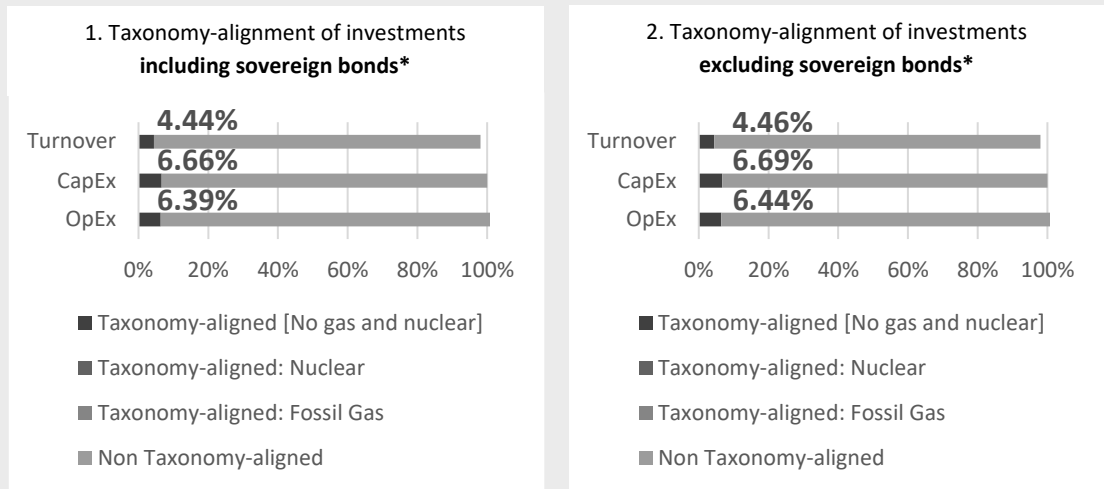 1. Taxonomy-alignment of investments
including sovereign bonds*
4.44%
Turnover
6.66%
CapEx
6.39%
OpEx
0% 20% 40% 60% 80% 100%
Taxonomy-aligned [No gas and nuclear]
Taxonomy-aligned: Nuclear
Taxonomy-aligned: Fossil Gas
Non Taxonomy-aligned
2. Taxonomy-alignment of investments
excluding sovereign bonds*
4.46%
Turnover
6.69%
CapEx
6.44%
OpEx
0% 20% 40% 60% 80% 100%
Taxonomy-aligned [No gas and nuclear]
Taxonomy-aligned: Nuclear
Taxonomy-aligned: Fossil Gas
Non Taxonomy-aligned